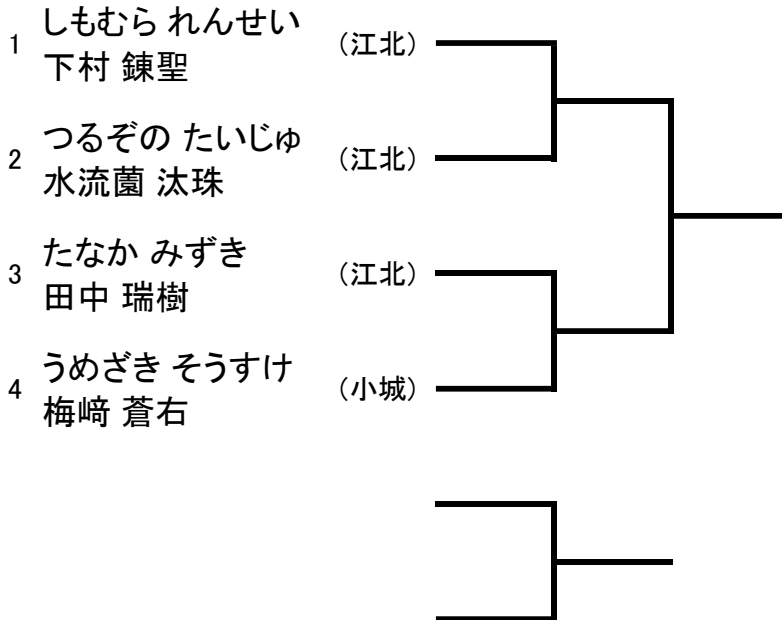 しもむら れんせい
1 下村 錬聖 （江北）
つるぞの たいじゅ
2 水流薗 汰珠 （江北）
たなか みずき
3 田中 瑞樹 （江北）
うめざき そうすけ
4 梅﨑 蒼右 （小城）